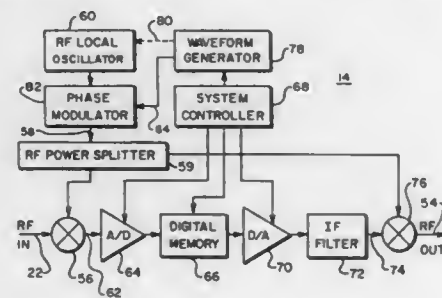 60
80
RF LOCAL
OSCILLATOR
WAVEFORM
GENERATOR
78
82
PHASE
MODULATOR
SYSTEM
CONTROLLER
68
14
58
84
RF POWER SPLITTER
59
76
54
RF
IN
A/D
DIGITAL
MEMORY
D/A
IF
FILTER
RF
OUT
22
56
62
64
66
70
72
74